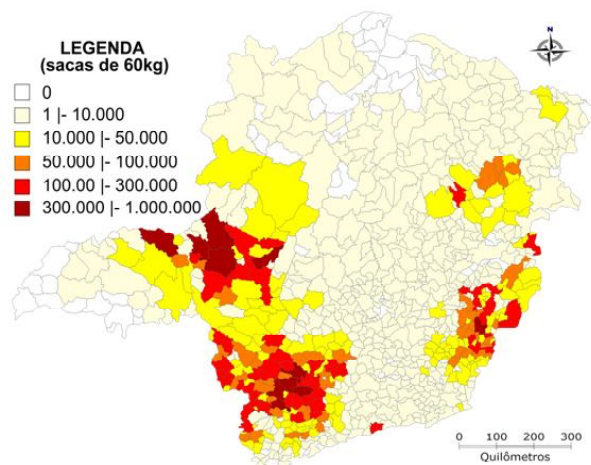 N
LEGENDA
(sacas de 60kg)
0
1 |- 10.000
10.000 |- 50.000
50.000 |- 100.000
100.00 |- 300.000
300.000 |- 1.000.000
0 100 200 300
Quilômetros